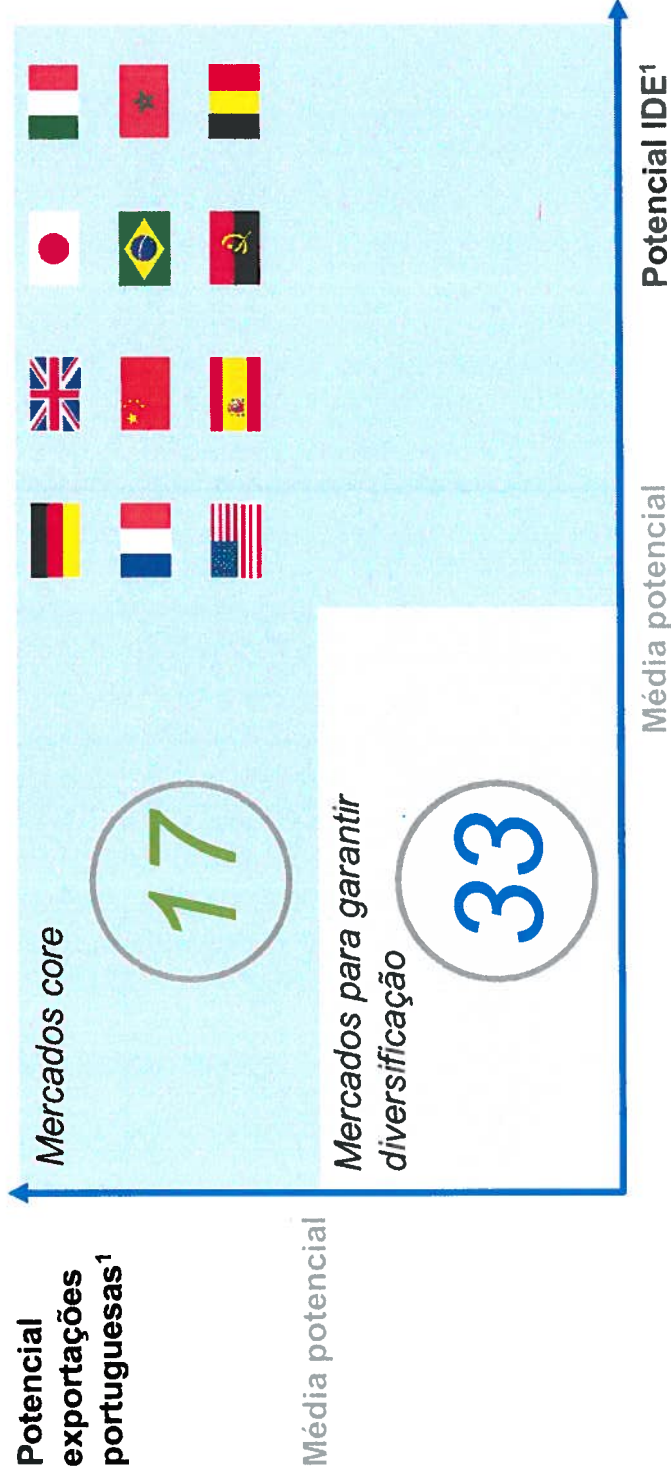 Potencial
exportações
portuguesas¹
Média potencial
Mercados core
17
Mercados para garantir
diversificação
33
Média potencial
Potencial IDE¹